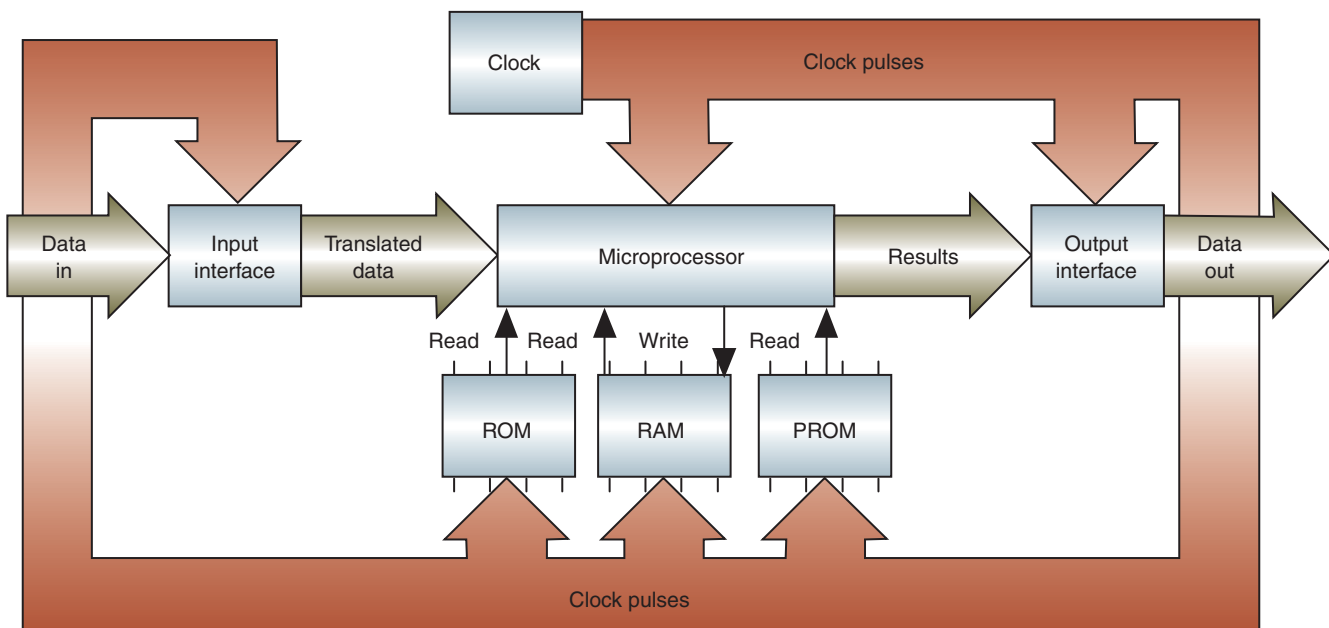 Clock
Clock pulses
Data
in
Input
interface
Translated
data
Microprocessor
Results
Output
interface
Data
out
Read
Read
Write
Read
ROM
RAM
PROM
Clock pulses